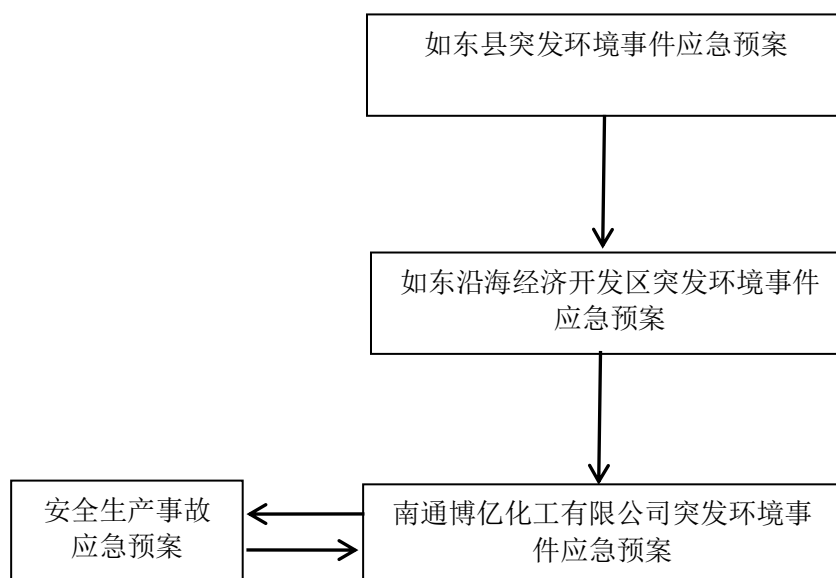 如东县突发环境事件应急预案
如东沿海经济开发区突发环境事件
应急预案
安全生产事故
应急预案
南通博亿化工有限公司突发环境事
件应急预案